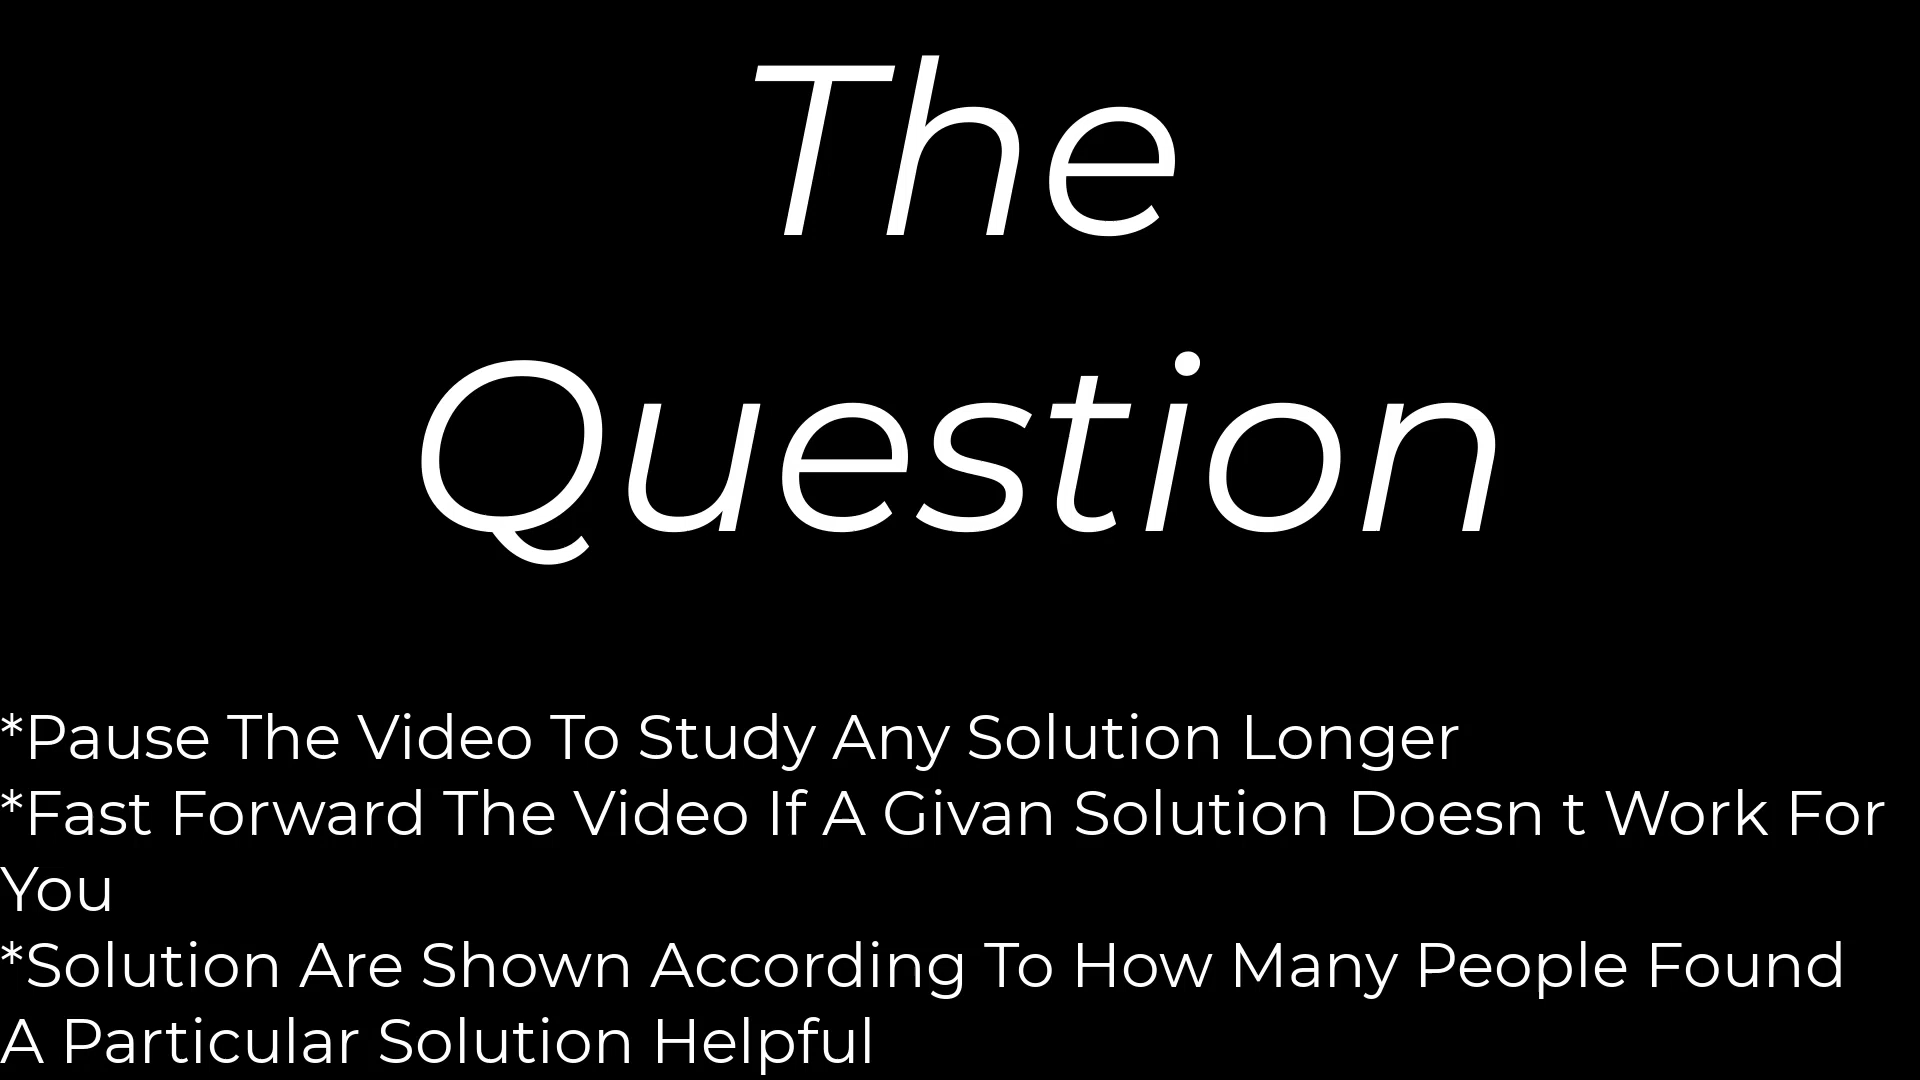 The
Question
*Pause The Video To Study Any Solution Longer
*Fast Forward The Video If A Givan Solution Doesn t Work For
You
*Solution Are Shown According To How Many People Found
A Particular Solution Helpful